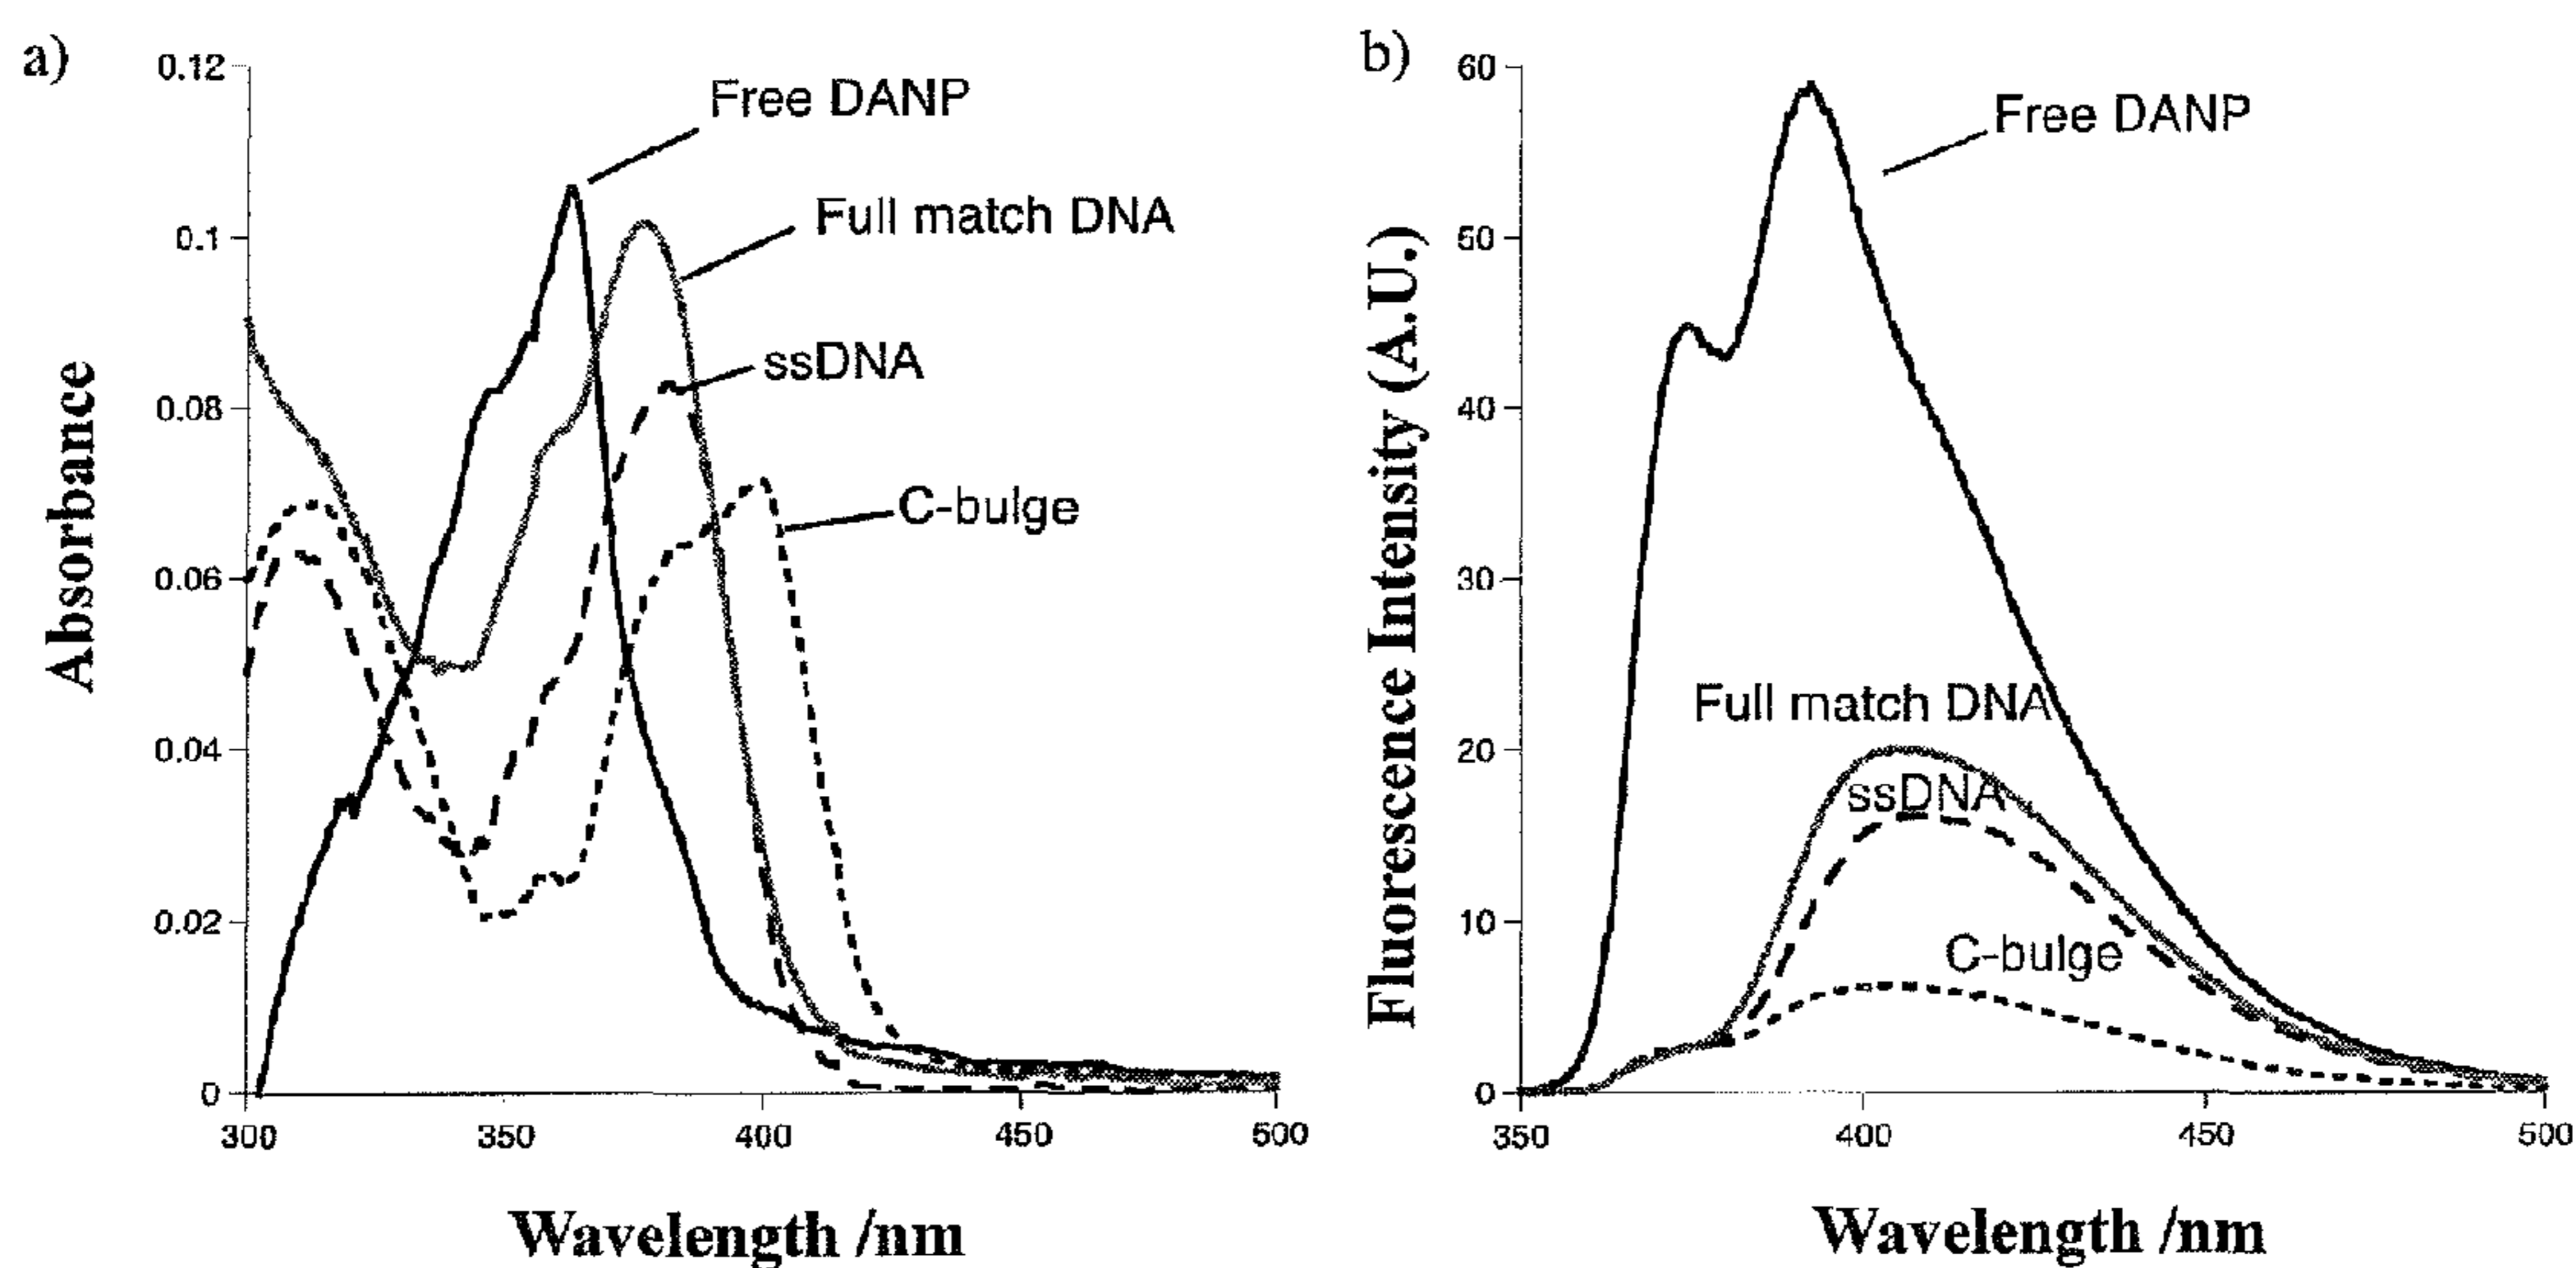 a)
0.12
0.1
0.08
0.06
0.04
0.02
0
Absorbance
Free DANP
Full match DNA
ssDNA
C-bulge
300 350 400 450 500
Wavelength /nm
b)
60
50
40
30
20
10
0
Fluorescence Intensity (A.U.)
Free DANP
Full match DNA
ssDNA
C-bulge
350 400 450 500
Wavelength /nm